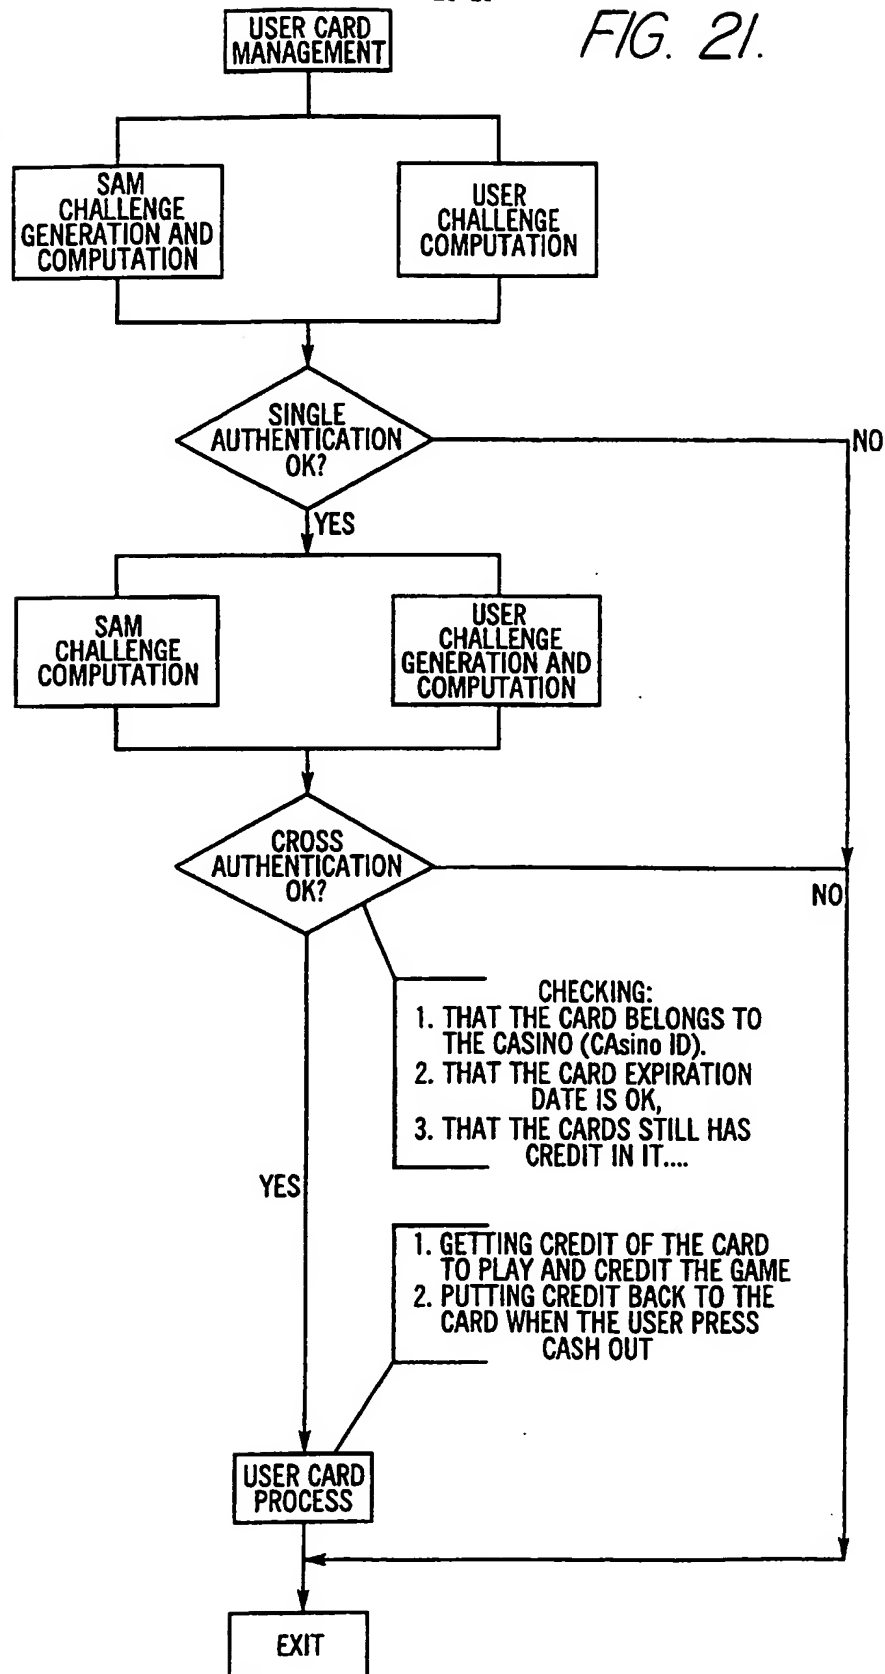 FIG. 21.
USER CARD
MANAGEMENT
SAM
CHALLENGE
GENERATION AND
COMPUTATION
USER
CHALLENGE
COMPUTATION
SINGLE
AUTHENTICATION
OK?
NO
YES
SAM
CHALLENGE
COMPUTATION
USER
CHALLENGE
GENERATION AND
COMPUTATION
CROSS
AUTHENTICATION
OK?
NO
CHECKING:
1. THAT THE CARD BELONGS TO
THE CASINO (CAsino ID).
2. THAT THE CARD EXPIRATION
DATE IS OK,
3. THAT THE CARDS STILL HAS
CREDIT IN IT....
YES
1. GETTING CREDIT OF THE CARD
TO PLAY AND CREDIT THE GAME
2. PUTTING CREDIT BACK TO THE
CARD WHEN THE USER PRESS
CASH OUT
USER CARD
PROCESS
EXIT